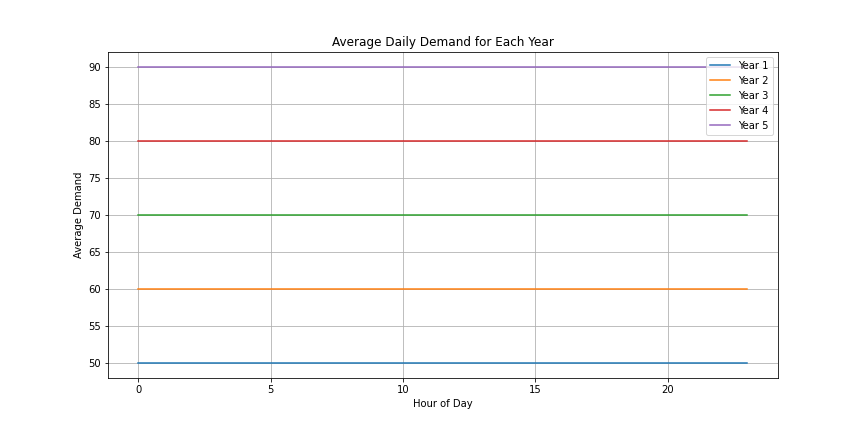 Average Daily Demand for Each Year
90
85
80
75
70
65
60
55
50
Average Demand
Year 1
Year 2
Year 3
Year 4
Year 5
0 5 10 15 20
Hour of Day